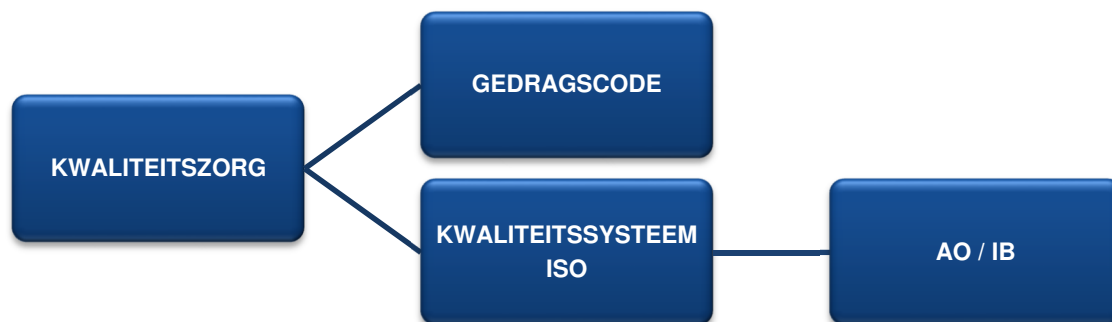 GEDRAGSCODE
KWALITEITSZORG
KWALITEITSSYSTEEM
ISO
AO / IB